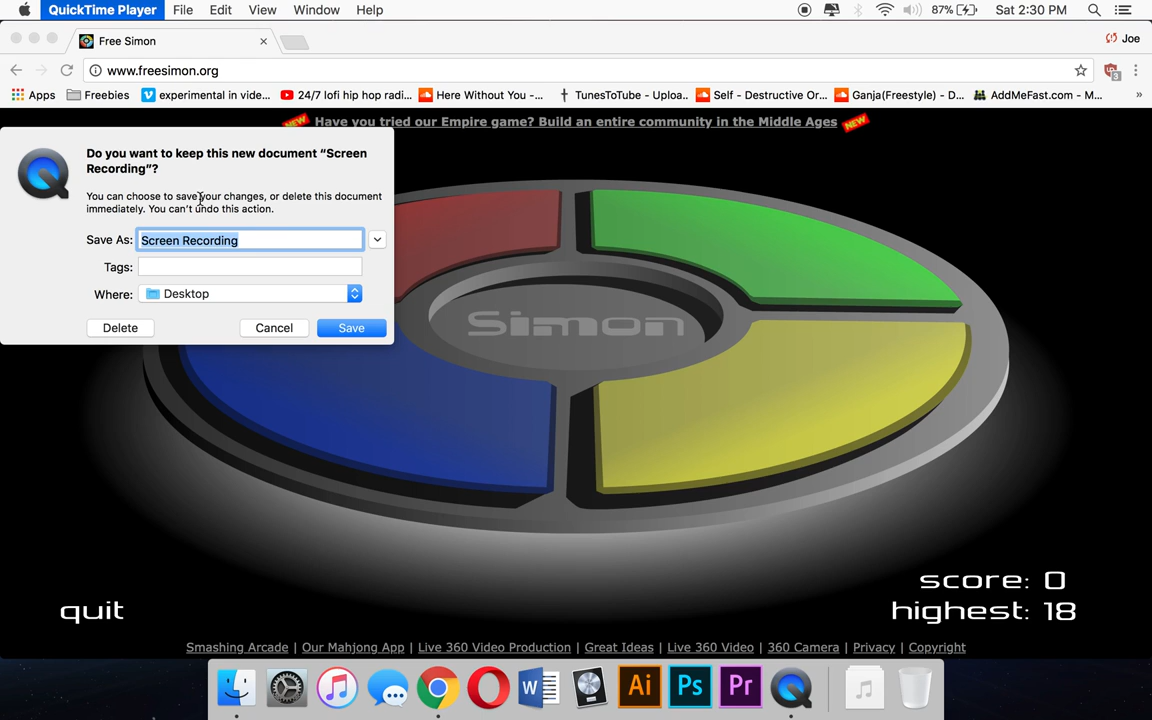 QuickTime Player File Edit View Window Help 87% Sat 2:30 PM
Free Simon Joe
www.freesimon.org 3
Apps Freebies experimental in vide... 24/7 lofi hip hop radi... Here Without You -... TunesToTube - Uploa.. Self - Destructive Or... Ganja(Freestyle) - D... AddMeFast.com - M... »
NEW Have you tried our Empire game? Build an entire community in the Middle Ages NEW
Do you want to keep this new document “Screen
Recording”?
You can choose to save your changes, or delete this document
immediately. You can’t undo this action.
Save As: Screen Recording
Tags:
Where: Desktop
Delete Cancel Save
Simon
score: 0
quit highest: 18
Smashing Arcade | Our Mahjong App | Live 360 Video Production | Great Ideas | Live 360 Video | 360 Camera | Privacy | Copyright
W Ai Ps Pr